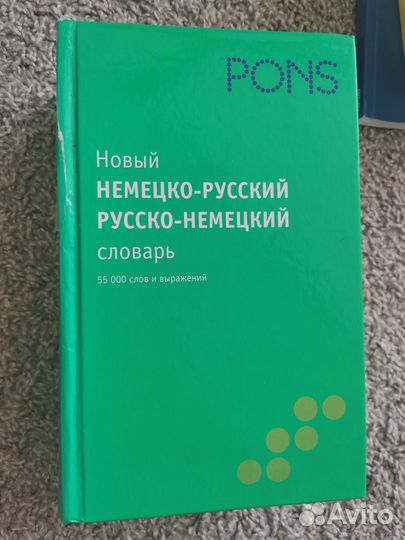 PONS
Новый
НЕМЕЦКО-РУССКИЙ
РУССКО-НЕМЕЦКИЙ
словарь
55 000 слов и выражений
Avito